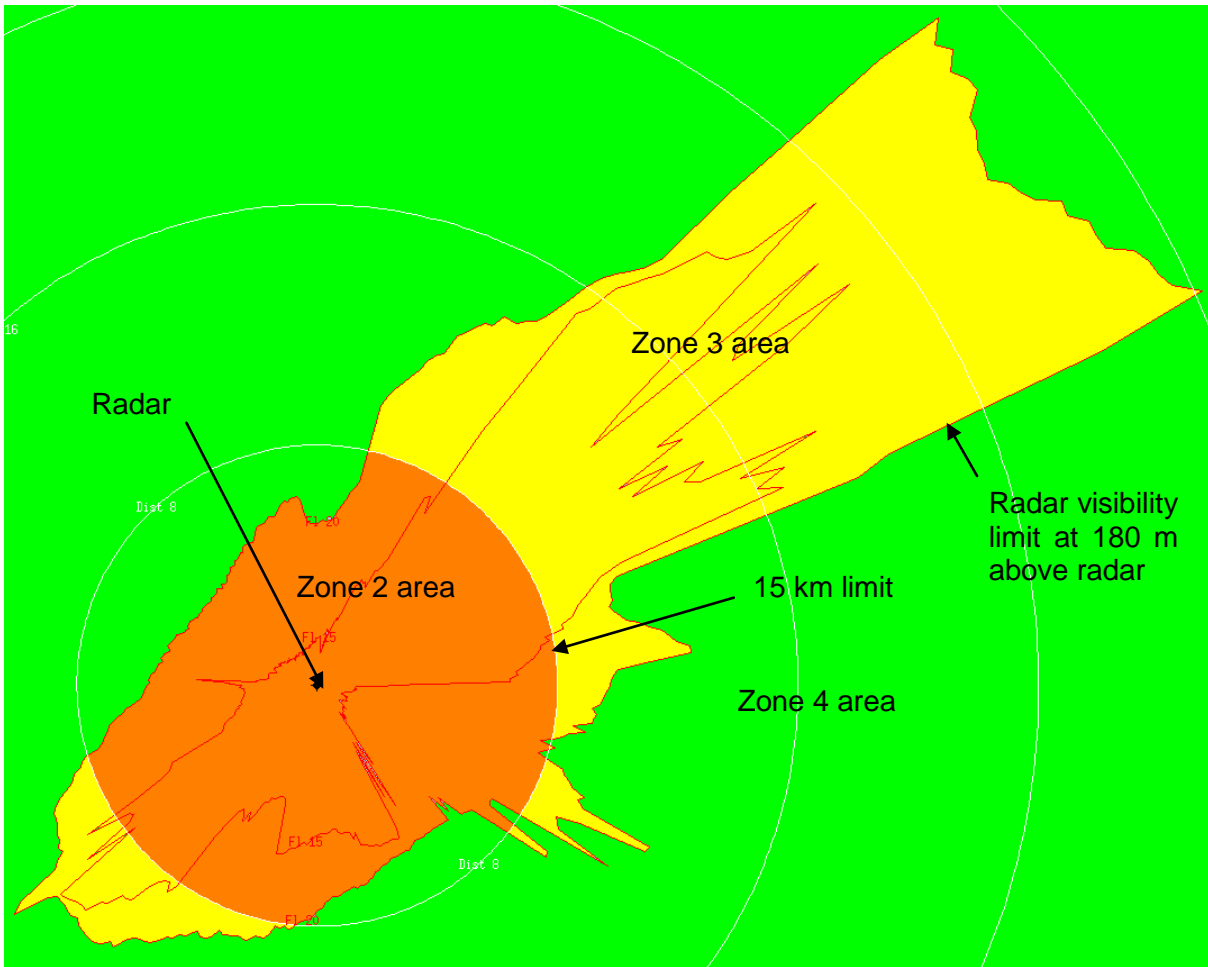 16
Zone 3 area
Radar
Dist 8
Radar visibility
limit at 180 m
above radar
Fl 20
Zone 2 area
15 km limit
Fl 15
Zone 4 area
Fl 15
Dist 8
Fl 20